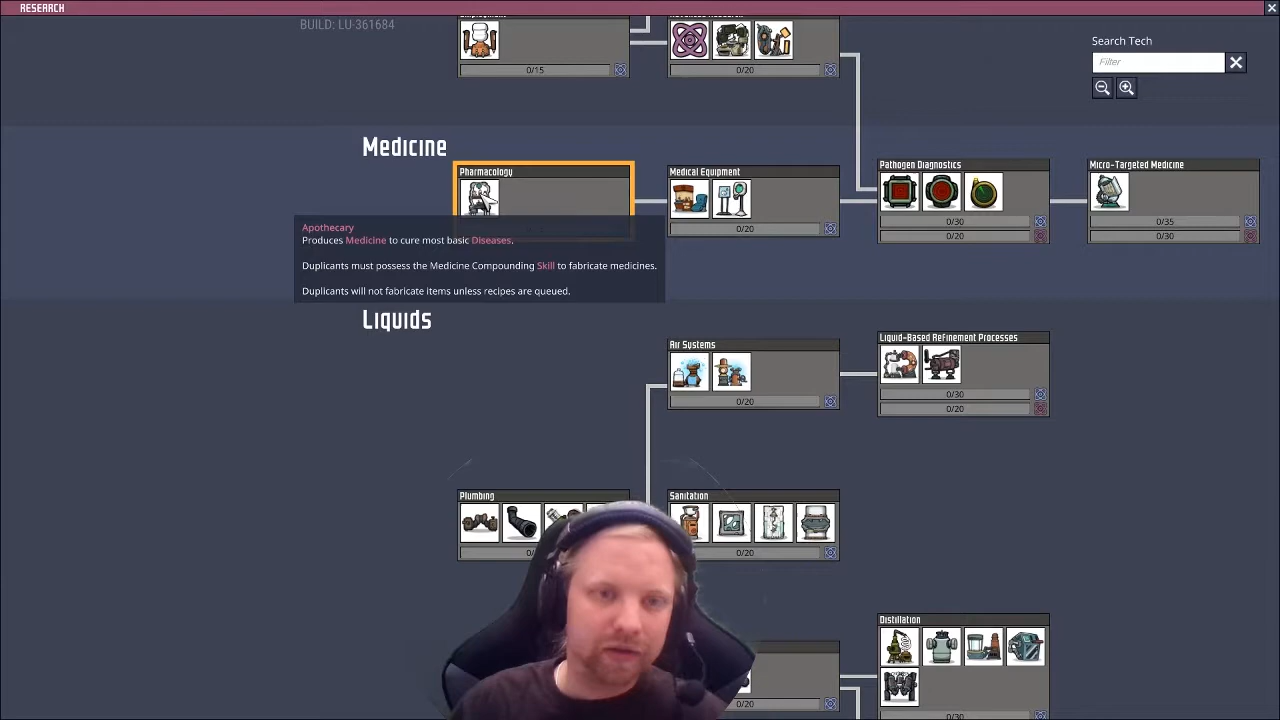 RESEARCH
BUILD: LU-361684
0/15
0/20
Search Tech
Filter
Medicine
Pharmacology
Medical Equipment
0/20
Pathogen Diagnostics
0/30
0/20
Micro-Targeted Medicine
0/35
0/30
Apothecary
Produces Medicine to cure most basic Diseases.
Duplicants must possess the Medicine Compounding Skill to fabricate medicines.
Duplicants will not fabricate items unless recipes are queued.
Liquids
Air Systems
0/20
Liquid-Based Refinement Processes
0/30
0/20
Plumbing
Sanitation
0/20
Distillation
0/20
0/30